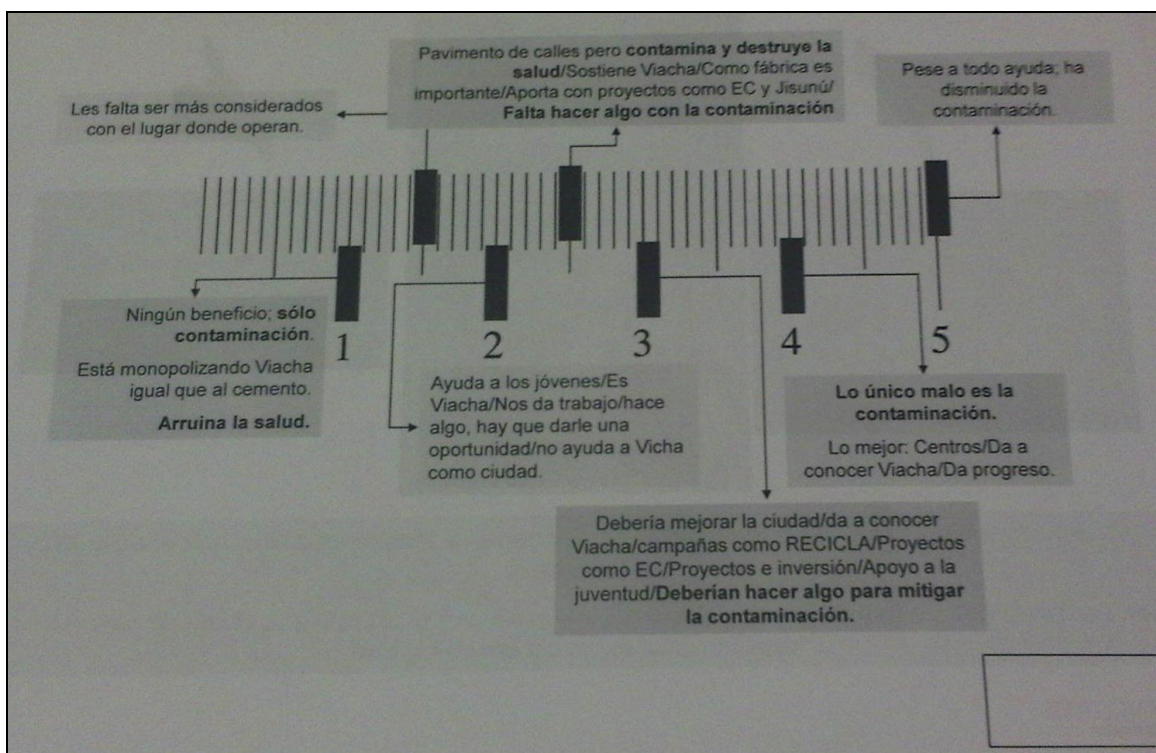 Les falta ser más considerados
con el lugar donde operan.
Pavimento de calles pero contamina y destruye la
salud/Sostiene Viacha/Como fábrica es
importante/Aporta con proyectos como EC y Jisunú/
Falta hacer algo con la contaminación
Pese a todo ayuda; ha
disminuido la
contaminación.
Ningún beneficio; sólo
contaminación.
Está monopolizando Viacha
igual que al cemento.
Arruina la salud.
1
2
3
4
5
Ayuda a los jóvenes/Es
Viacha/Nos da trabajo/hace
algo, hay que darle una
oportunidad/no ayuda a Vicha
como ciudad.
Lo único malo es la
contaminación.
Lo mejor: Centros/Da a
conocer Viacha/Da progreso.
Debería mejorar la ciudad/da a conocer
Viacha/campañas como RECICLA/Proyectos
como EC/Proyectos e inversión/Apoyo a la
juventud/Deberían hacer algo para mitigar
la contaminación.